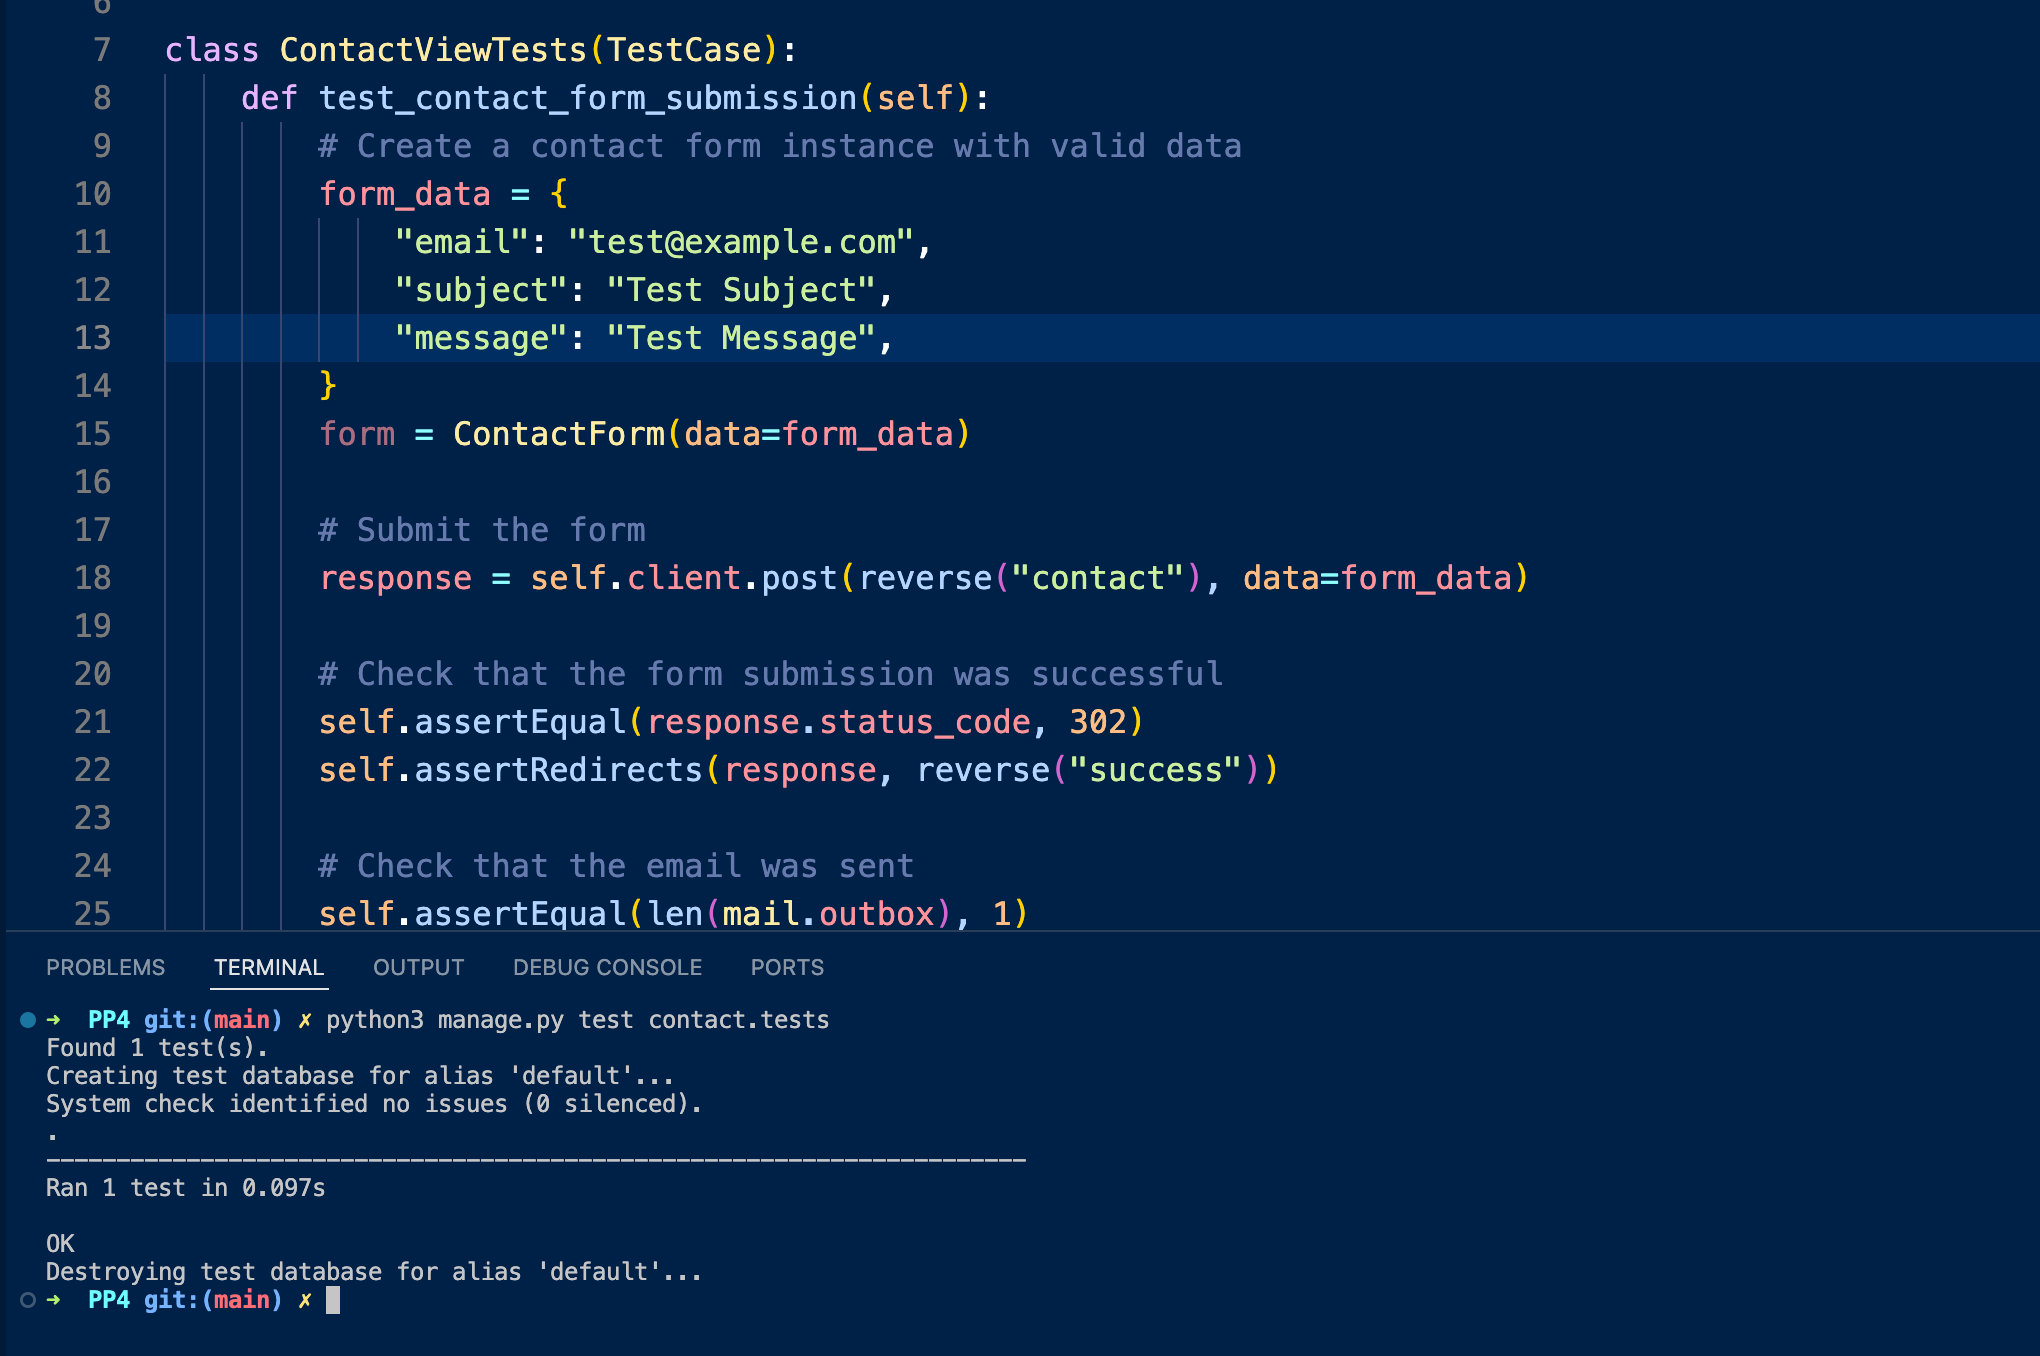 6
7 class ContactViewTests(TestCase):
8     def test_contact_form_submission(self):
9         # Create a contact form instance with valid data
10         form_data = {
11             "email": "test@example.com",
12             "subject": "Test Subject",
13             "message": "Test Message",
14         }
15         form = ContactForm(data=form_data)
16
17         # Submit the form
18         response = self.client.post(reverse("contact"), data=form_data)
19
20         # Check that the form submission was successful
21         self.assertEqual(response.status_code, 302)
22         self.assertRedirects(response, reverse("success"))
23
24         # Check that the email was sent
25         self.assertEqual(len(mail.outbox), 1)
PROBLEMS TERMINAL OUTPUT DEBUG CONSOLE PORTS
➜  PP4 git:(main) ✗ python3 manage.py test contact.tests
Found 1 test(s).
Creating test database for alias 'default'...
System check identified no issues (0 silenced).
.
----------------------------------------------------------------------
Ran 1 test in 0.097s
OK
Destroying test database for alias 'default'...
➜  PP4 git:(main) ✗